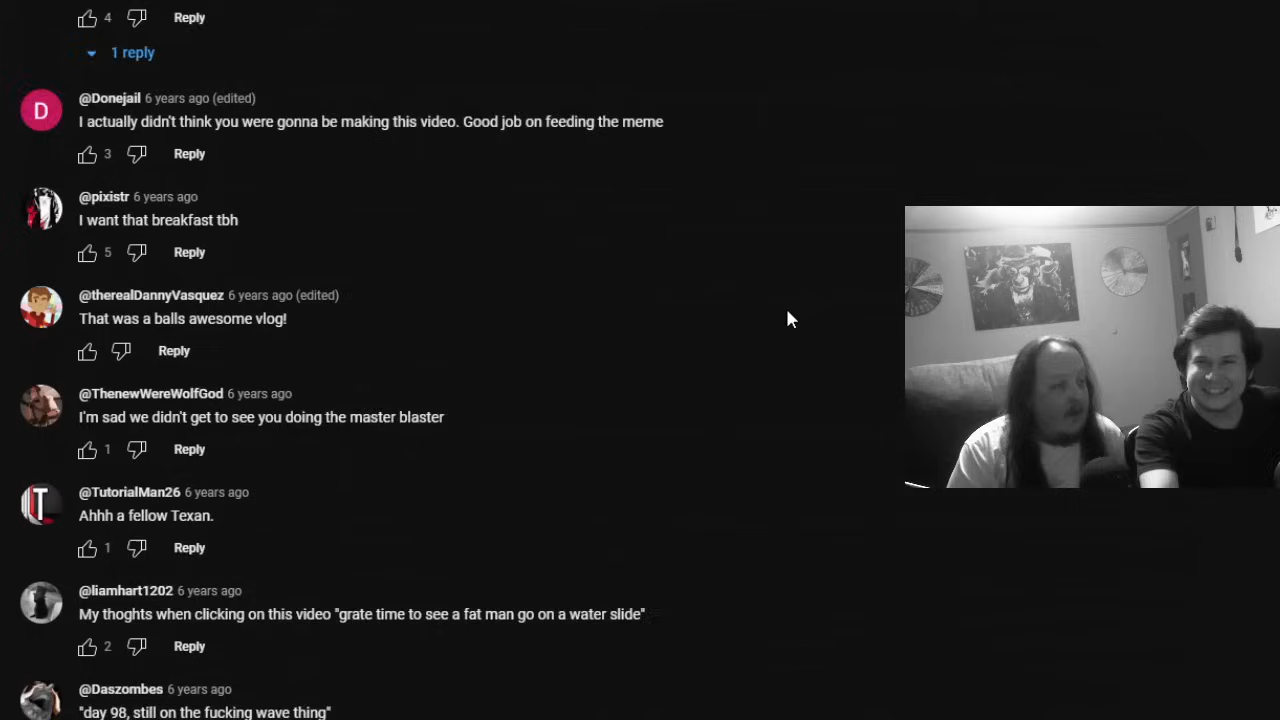 4 Reply
1 reply
D
@Donejail 6 years ago (edited)
I actually didn't think you were gonna be making this video. Good job on feeding the meme
3 Reply
@pixistr 6 years ago
I want that breakfast tbh
5 Reply
@therealDannyVasquez 6 years ago (edited)
That was a balls awesome vlog!
Reply
@ThenewWereWolfGod 6 years ago
I'm sad we didn't get to see you doing the master blaster
1 Reply
T
@TutorialMan26 6 years ago
Ahhh a fellow Texan.
1 Reply
@liamhart1202 6 years ago
My thoghts when clicking on this video "grate time to see a fat man go on a water slide"
2 Reply
@Daszombes 6 years ago
"day 98, still on the fucking wave thing"